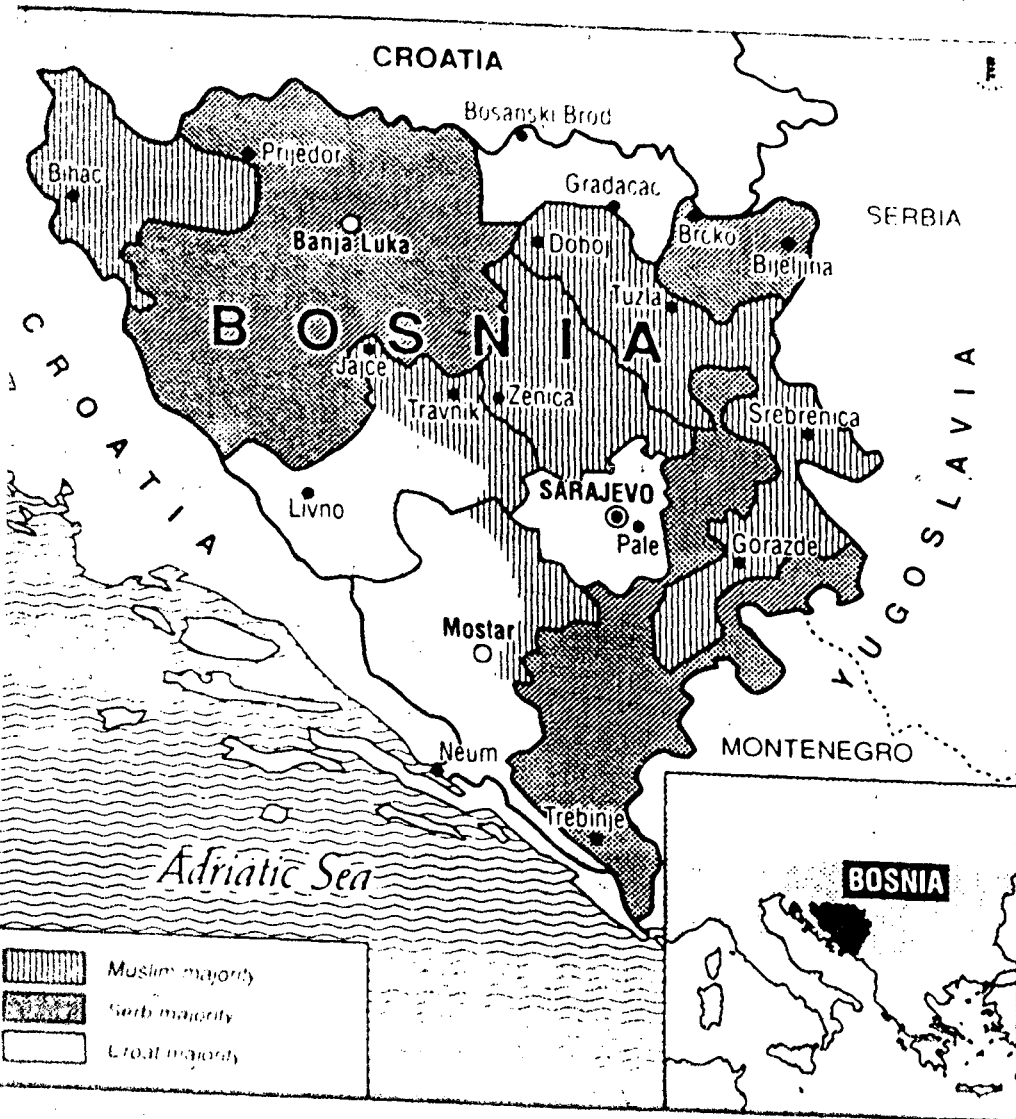 CROATIA
Bosanski Brod
Prijedor
Bihac
Gradacac
SERBIA
Banja Luka
Doboj
Brcko
Bijeljina
Tuzla
BOSNIA
CROATIA
Jajce
Travnik
Zenica
Srebrenica
YUGOSLAVIA
SARAJEVO
Livno
Pale
Gorazde
Mostar
MONTENEGRO
Neum
Trebinje
Adriatic Sea
BOSNIA
Muslim majority
Serb majority
Croat majority